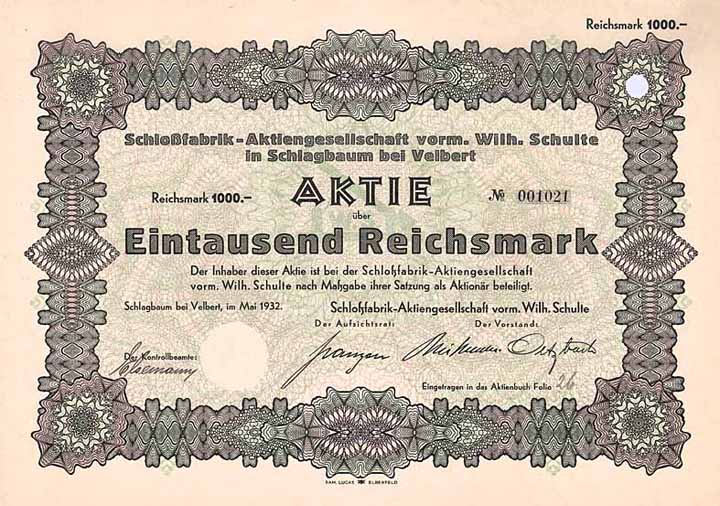 Reichsmark 1000.–
Schloßfabrik-Aktiengesellschaft vorm. Wilh. Schulte
in Schlagbaum bei Velbert
Reichsmark 1000.– AKTIE № 001021
über
Eintausend Reichsmark
Der Inhaber dieser Aktie ist bei der Schloßfabrik-Aktiengesellschaft
vorm. Wilh. Schulte nach Maßgabe ihrer Satzung als Aktionär beteiligt.
Schlagbaum bei Velbert, im Mai 1932. Schloßfabrik-Aktiengesellschaft vorm. Wilh. Schulte
Der Aufsichtsrat: Der Vorstand:
Der Kontrollbeamte:
Eingetragen in das Aktienbuch Folio 26
SAM. LUCAS ELBERFELD